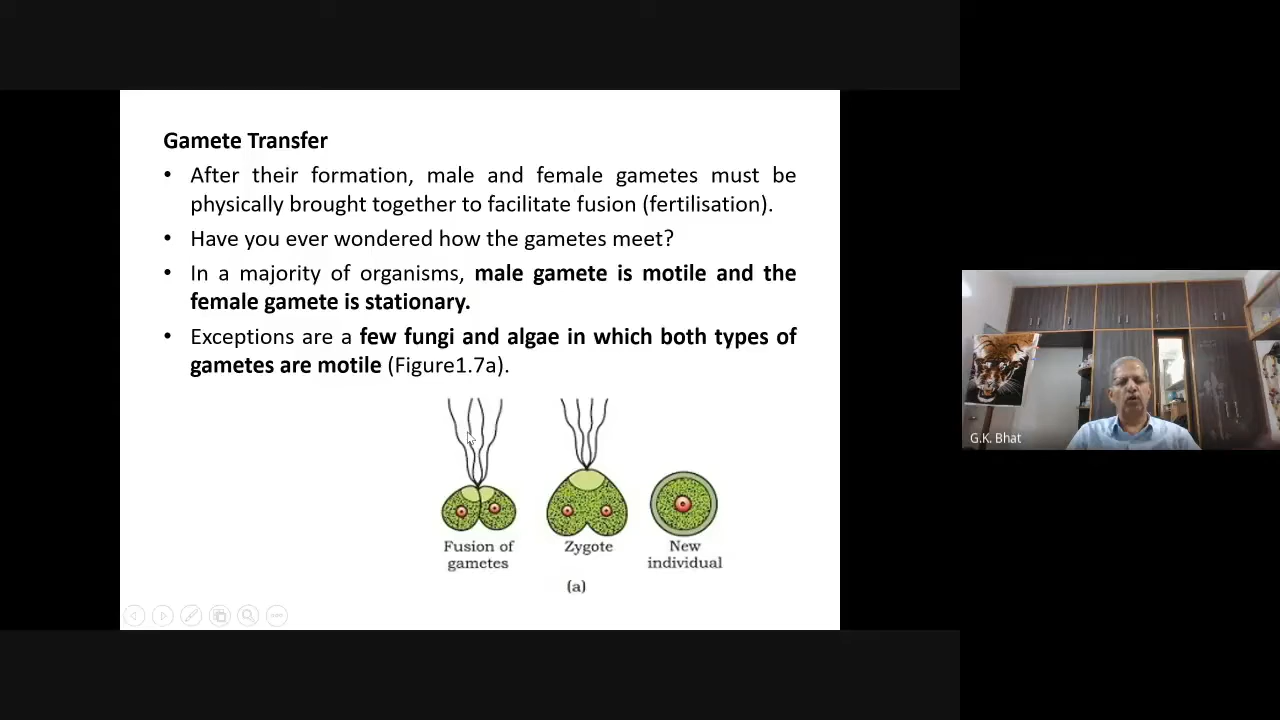 Gamete Transfer
• After their formation, male and female gametes must be
physically brought together to facilitate fusion (fertilisation).
• Have you ever wondered how the gametes meet?
• In a majority of organisms, male gamete is motile and the
female gamete is stationary.
• Exceptions are a few fungi and algae in which both types of
gametes are motile (Figure1.7a).
Fusion of
gametes
Zygote
New
individual
(a)
G.K. Bhat